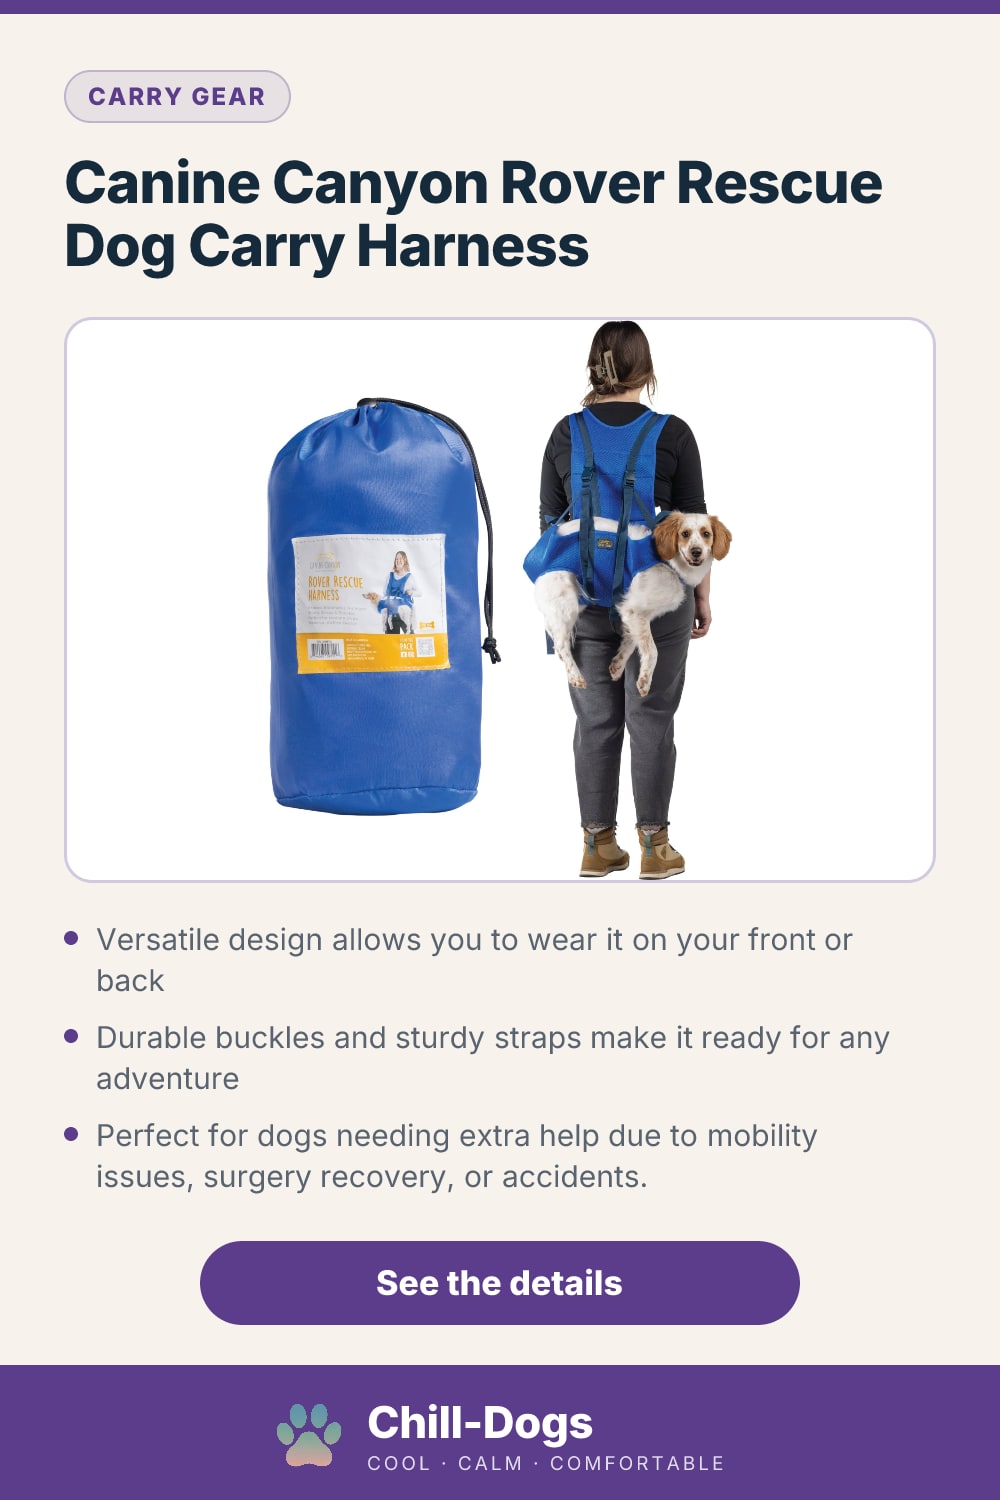 CARRY GEAR
Canine Canyon Rover Rescue
Dog Carry Harness
ROVER RESCUE
HARNESS
PACK
Versatile design allows you to wear it on your front or
back
Durable buckles and sturdy straps make it ready for any
adventure
Perfect for dogs needing extra help due to mobility
issues, surgery recovery, or accidents.
See the details
Chill-Dogs
COOL · CALM · COMFORTABLE